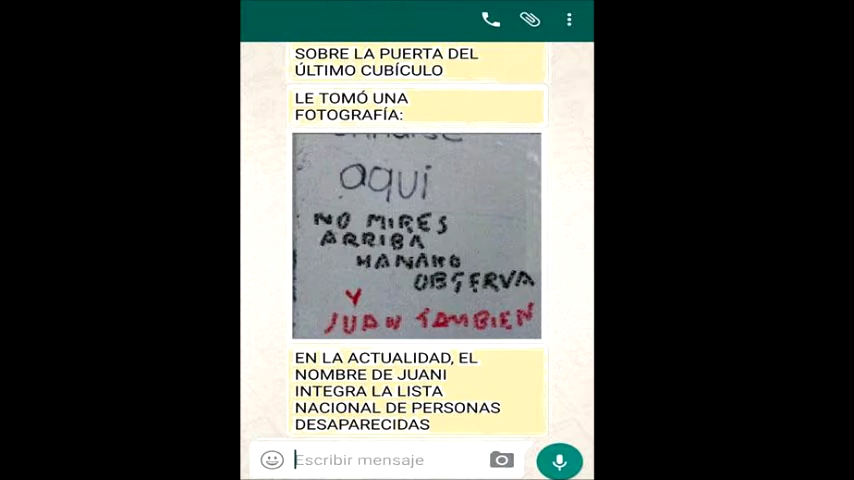 SOBRE LA PUERTA DEL
ÚLTIMO CUBÍCULO
LE TOMÓ UNA
FOTOGRAFÍA:
aqui
NO MIRES
ARRIBA
HANAKO
OBSERVA
Y
JUAN TAMBIEN
EN LA ACTUALIDAD, EL
NOMBRE DE JUANI
INTEGRA LA LISTA
NACIONAL DE PERSONAS
DESAPARECIDAS
Escribir mensaje